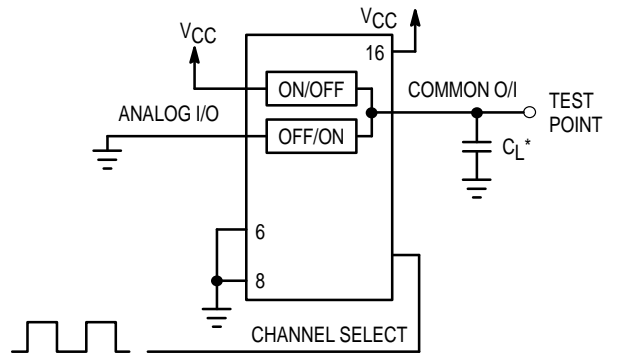 VCC
VCC
16
ON/OFF
COMMON O/I
TEST
POINT
ANALOG I/O
OFF/ON
CL*
6
8
CHANNEL SELECT